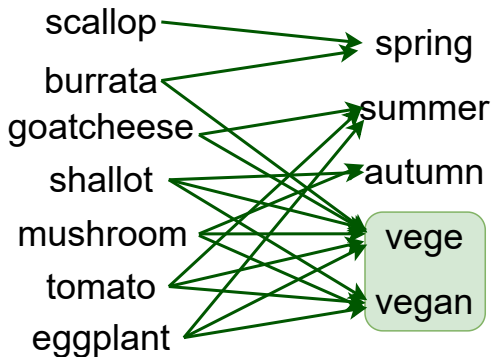 scallop
burrata
goatcheese
shallot
mushroom
tomato
eggplant
spring
summer
autumn
vege
vegan